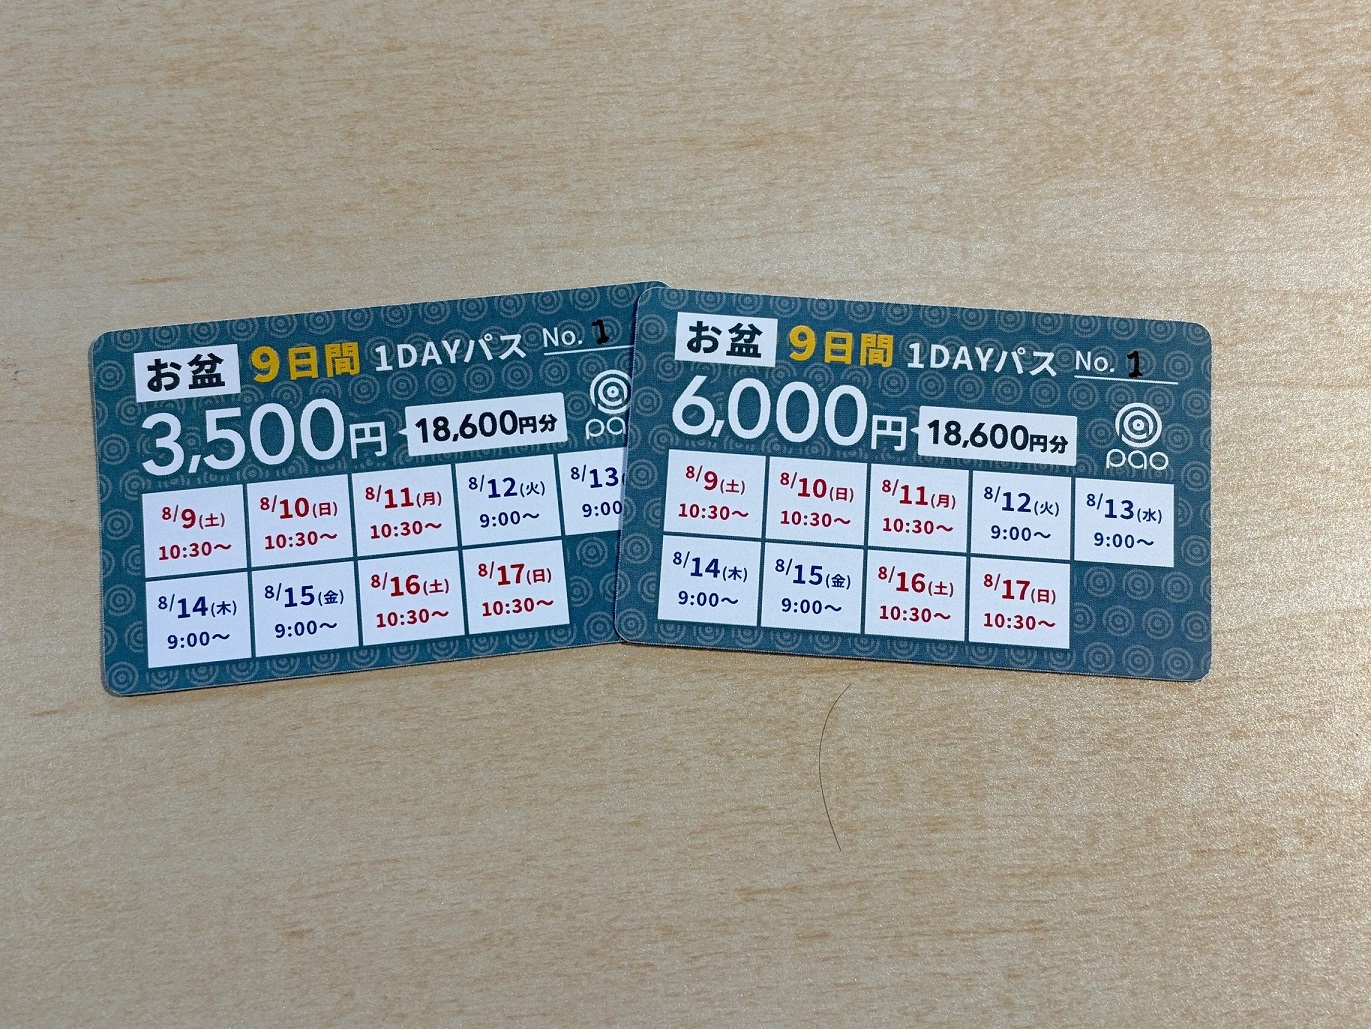 お盆 9日間 1DAYパス No. 1
3,500円 18,600円分
pao
8/9(土) 8/10(日) 8/11(月) 8/12(火) 8/13
10:30～ 10:30～ 10:30～ 9:00～ 9:00
8/14(木) 8/15(金) 8/16(土) 8/17(日)
9:00～ 9:00～ 10:30～ 10:30～
お盆 9日間 1DAYパス No. 1
6,000円 18,600円分
pao
8/9(土) 8/10(日) 8/11(月) 8/12(火) 8/13(水)
10:30～ 10:30～ 10:30～ 9:00～ 9:00～
8/14(木) 8/15(金) 8/16(土) 8/17(日)
9:00～ 9:00～ 10:30～ 10:30～